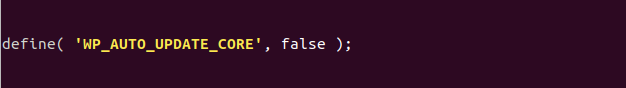 define( 'WP_AUTO_UPDATE_CORE', false );